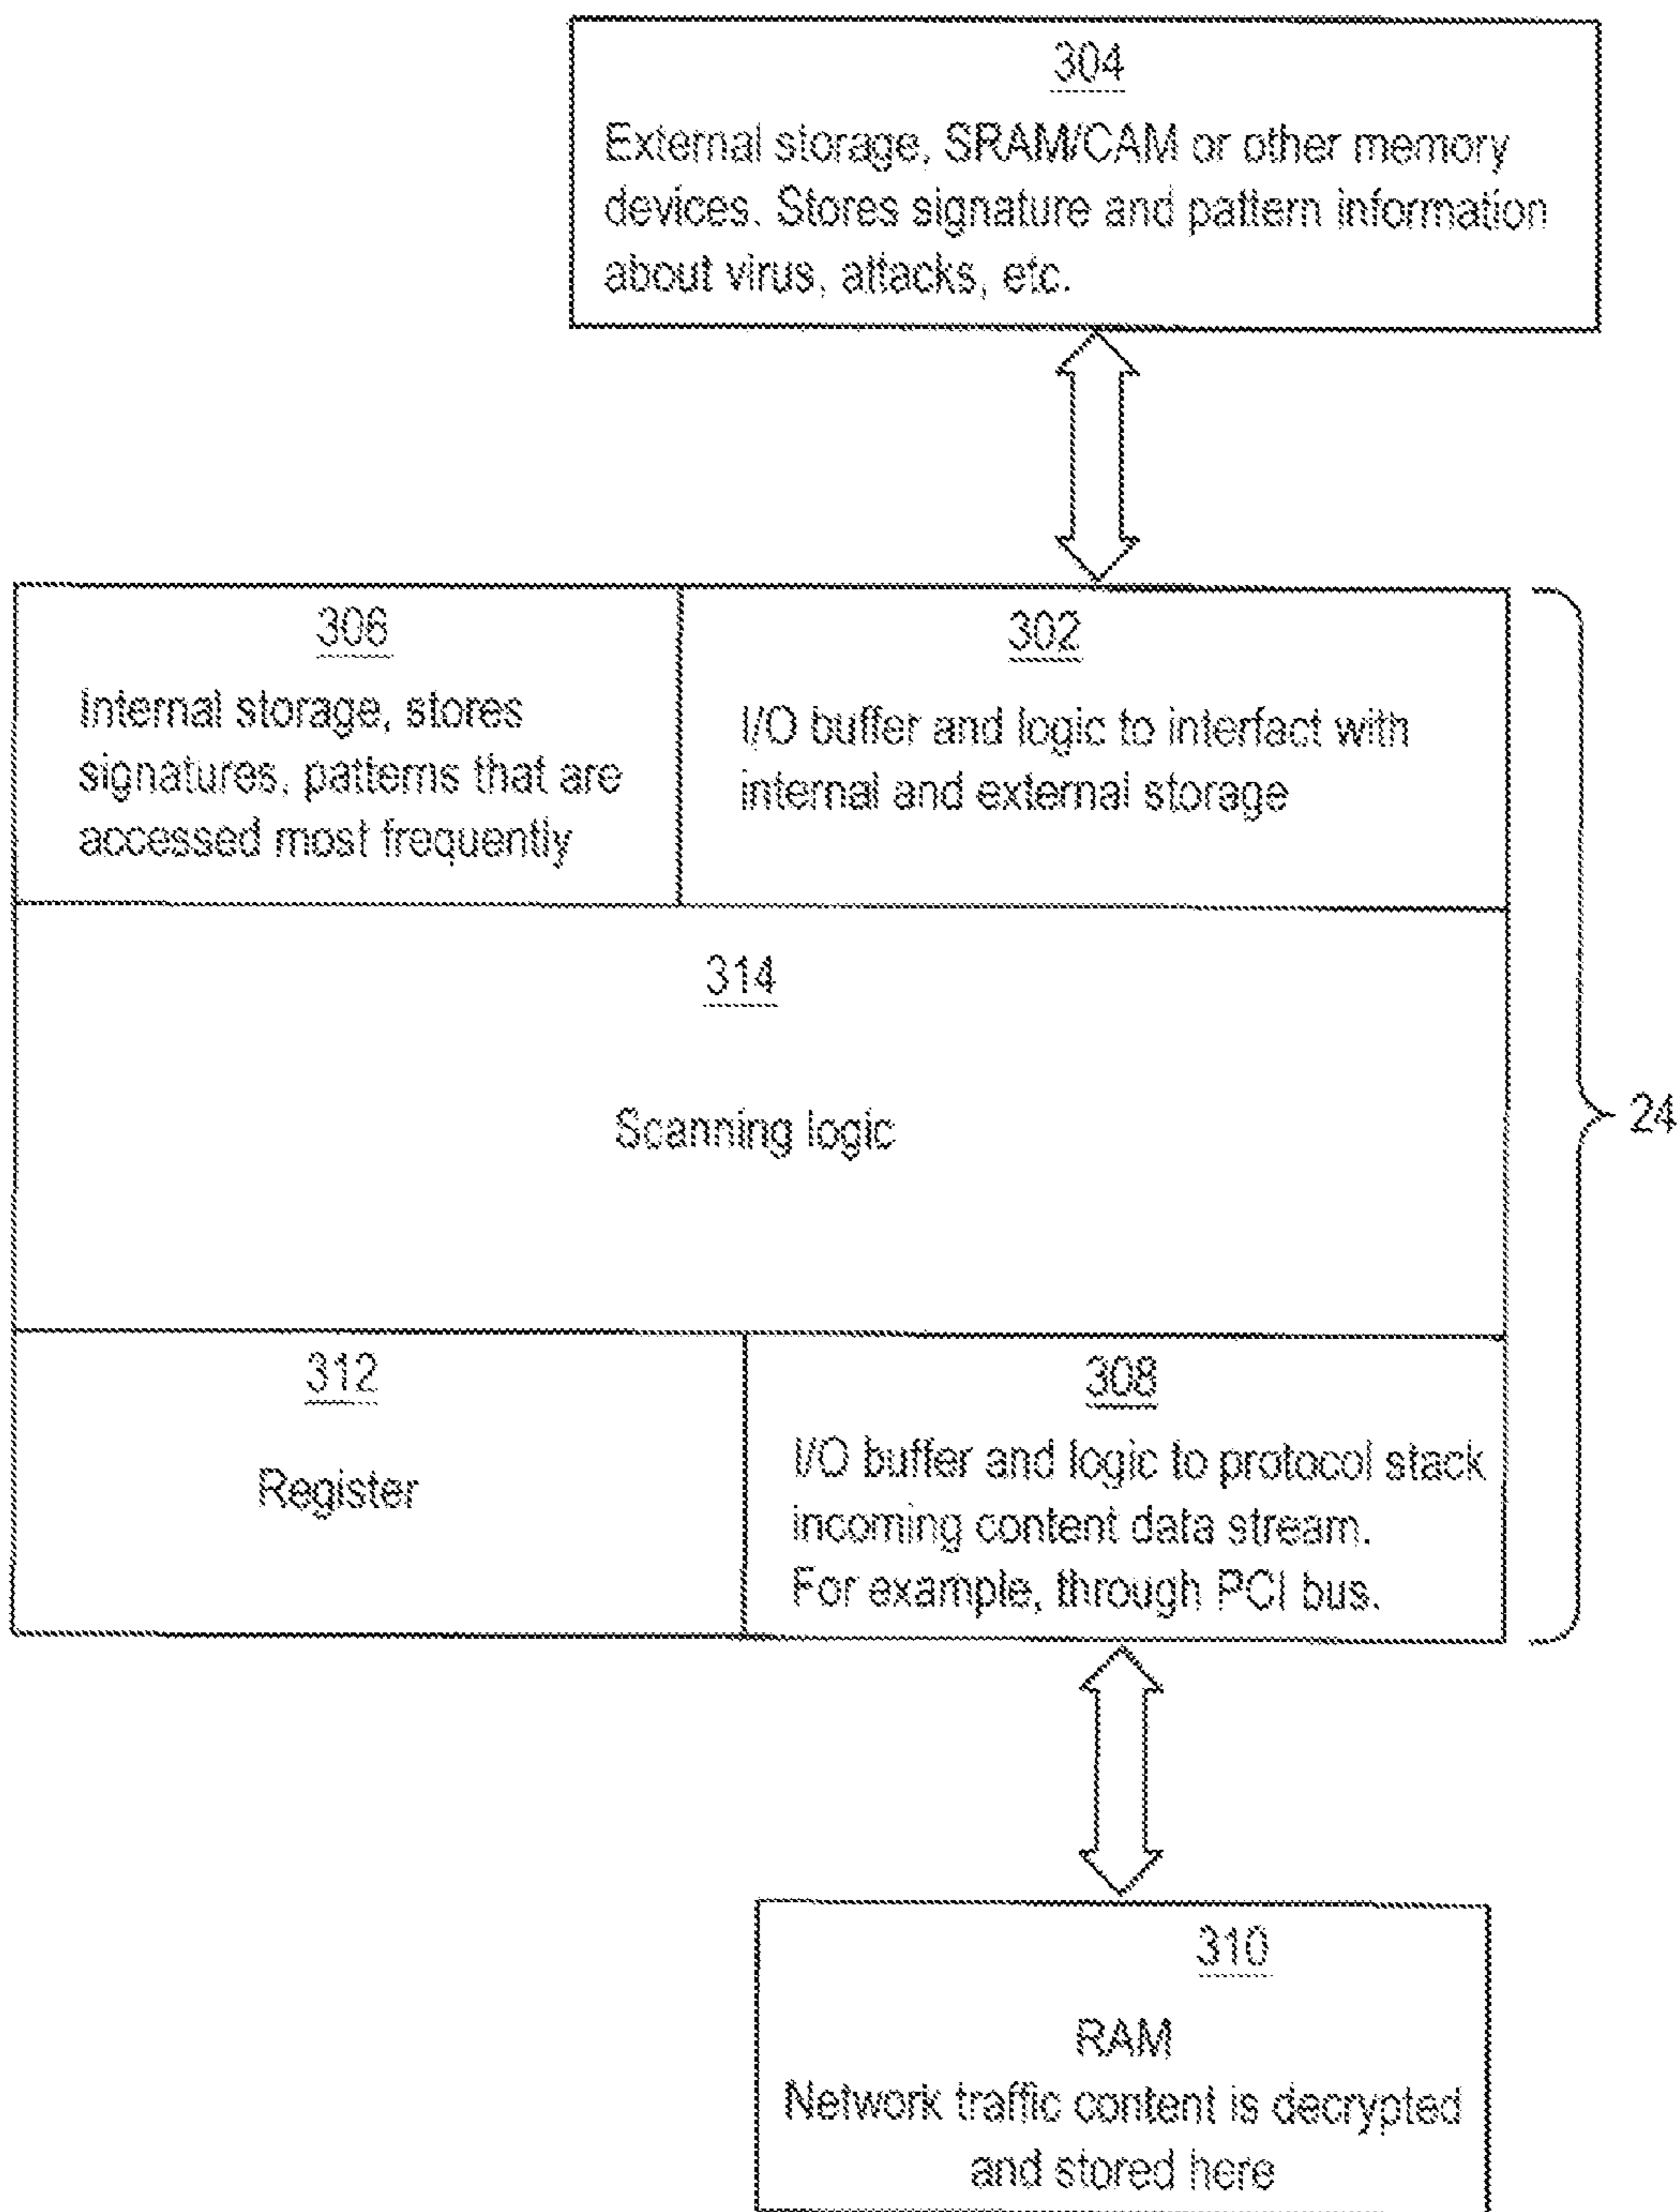 304
External storage, SRAM/CAM or other memory
devices. Stores signature and pattern information
about virus, attacks, etc.
306
Internal storage, stores
signatures, patterns that are
accessed most frequently
302
I/O buffer and logic to interfact with
internal and external storage
314
Scanning logic
24
312
Register
308
I/O buffer and logic to protocol stack
incoming content data stream.
For example, through PCI bus.
310
RAM
Network traffic content is decrypted
and stored here